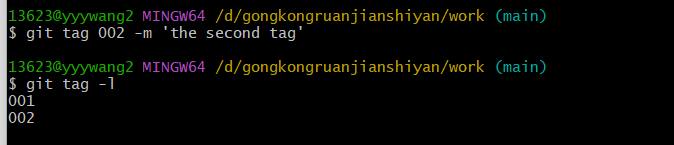 13623@yyywang2 MINGW64 /d/gongkongruanjianshiyan/work (main)
$ git tag 002 -m 'the second tag'
13623@yyywang2 MINGW64 /d/gongkongruanjianshiyan/work (main)
$ git tag -l
001
002